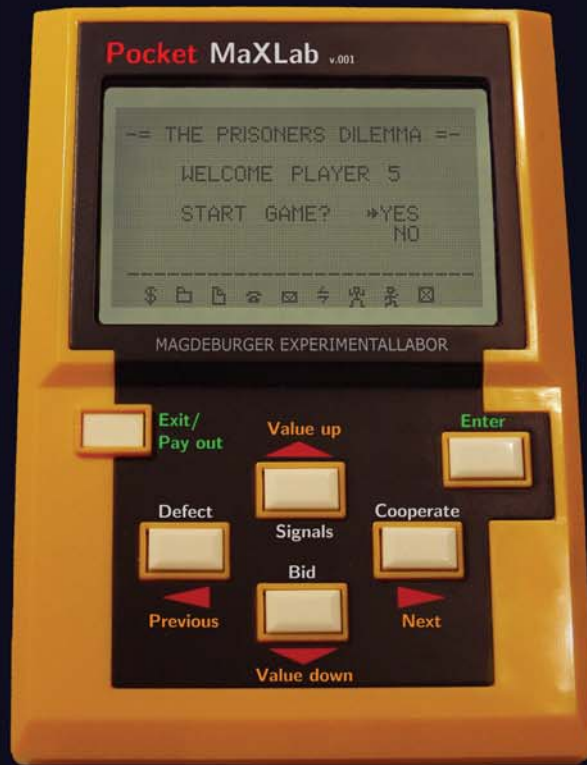 Pocket MaXLab v.001
-= THE PRISONERS DILEMMA =-
WELCOME PLAYER 5
START GAME? →YES
NO
$
MAGDEBURGER EXPERIMENTALLABOR
Exit/
Pay out
Value up
Enter
Signals
Defect
Cooperate
Bid
Previous
Next
Value down